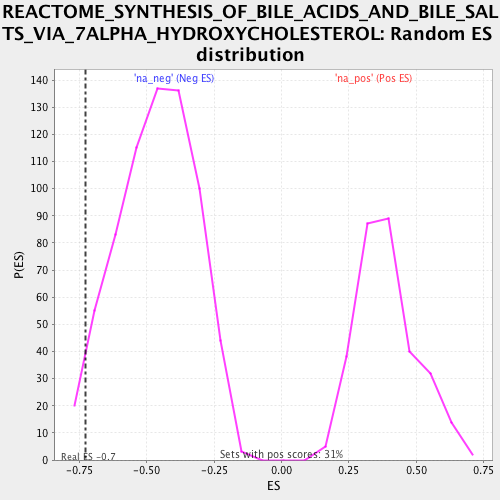 REACTOME_SYNTHESIS_OF_BILE_ACIDS_AND_BILE_SAL
TS_VIA_7ALPHA_HYDROXYCHOLESTEROL: Random ES
distribution
'na_neg' (Neg ES)
'na_pos' (Pos ES)
140
130
120
110
100
90
80
70
60
50
40
30
20
10
0
P(ES)
Real ES -0.7
Sets with pos scores: 31%
-0.75
-0.50
-0.25
0.00
0.25
0.50
0.75
ES